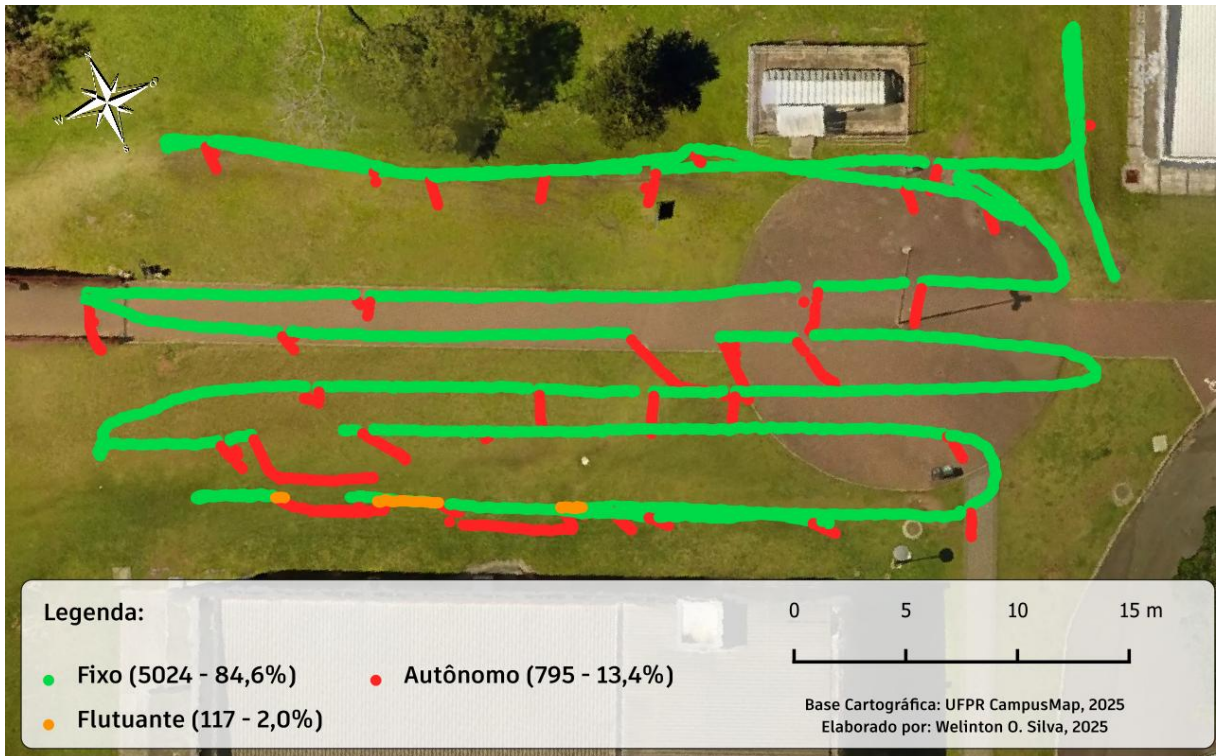 Legenda:
Fixo (5024 - 84,6%)
Autônomo (795 - 13,4%)
Flutuante (117 - 2,0%)
0 5 10 15 m
Base Cartográfica: UFPR CampusMap, 2025
Elaborado por: Welinton O. Silva, 2025